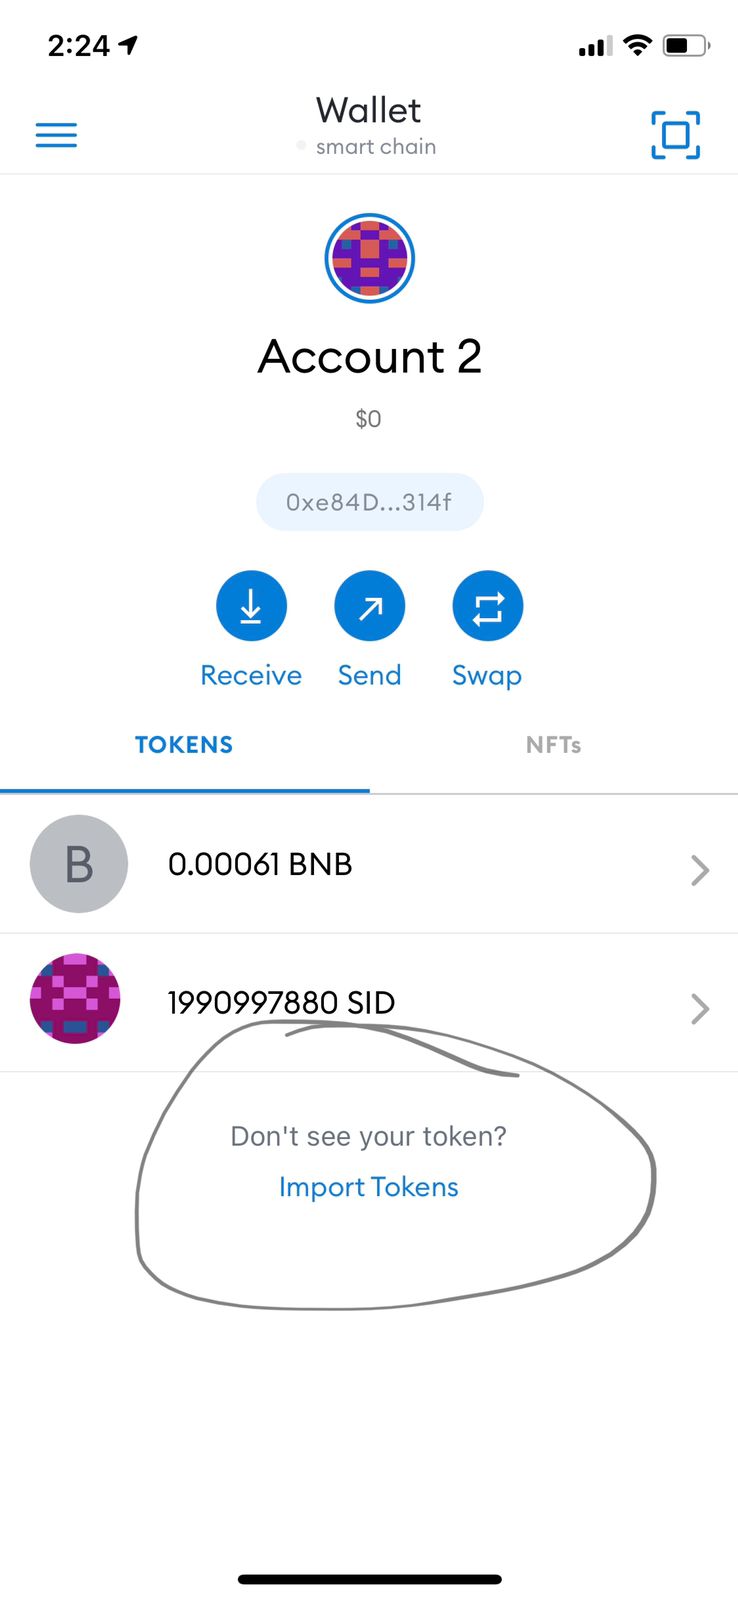 2:24
Wallet
smart chain
Account 2
$0
0xe84D...314f
Receive Send Swap
TOKENS NFTs
B 0.00061 BNB
1990997880 SID
Don't see your token?
Import Tokens